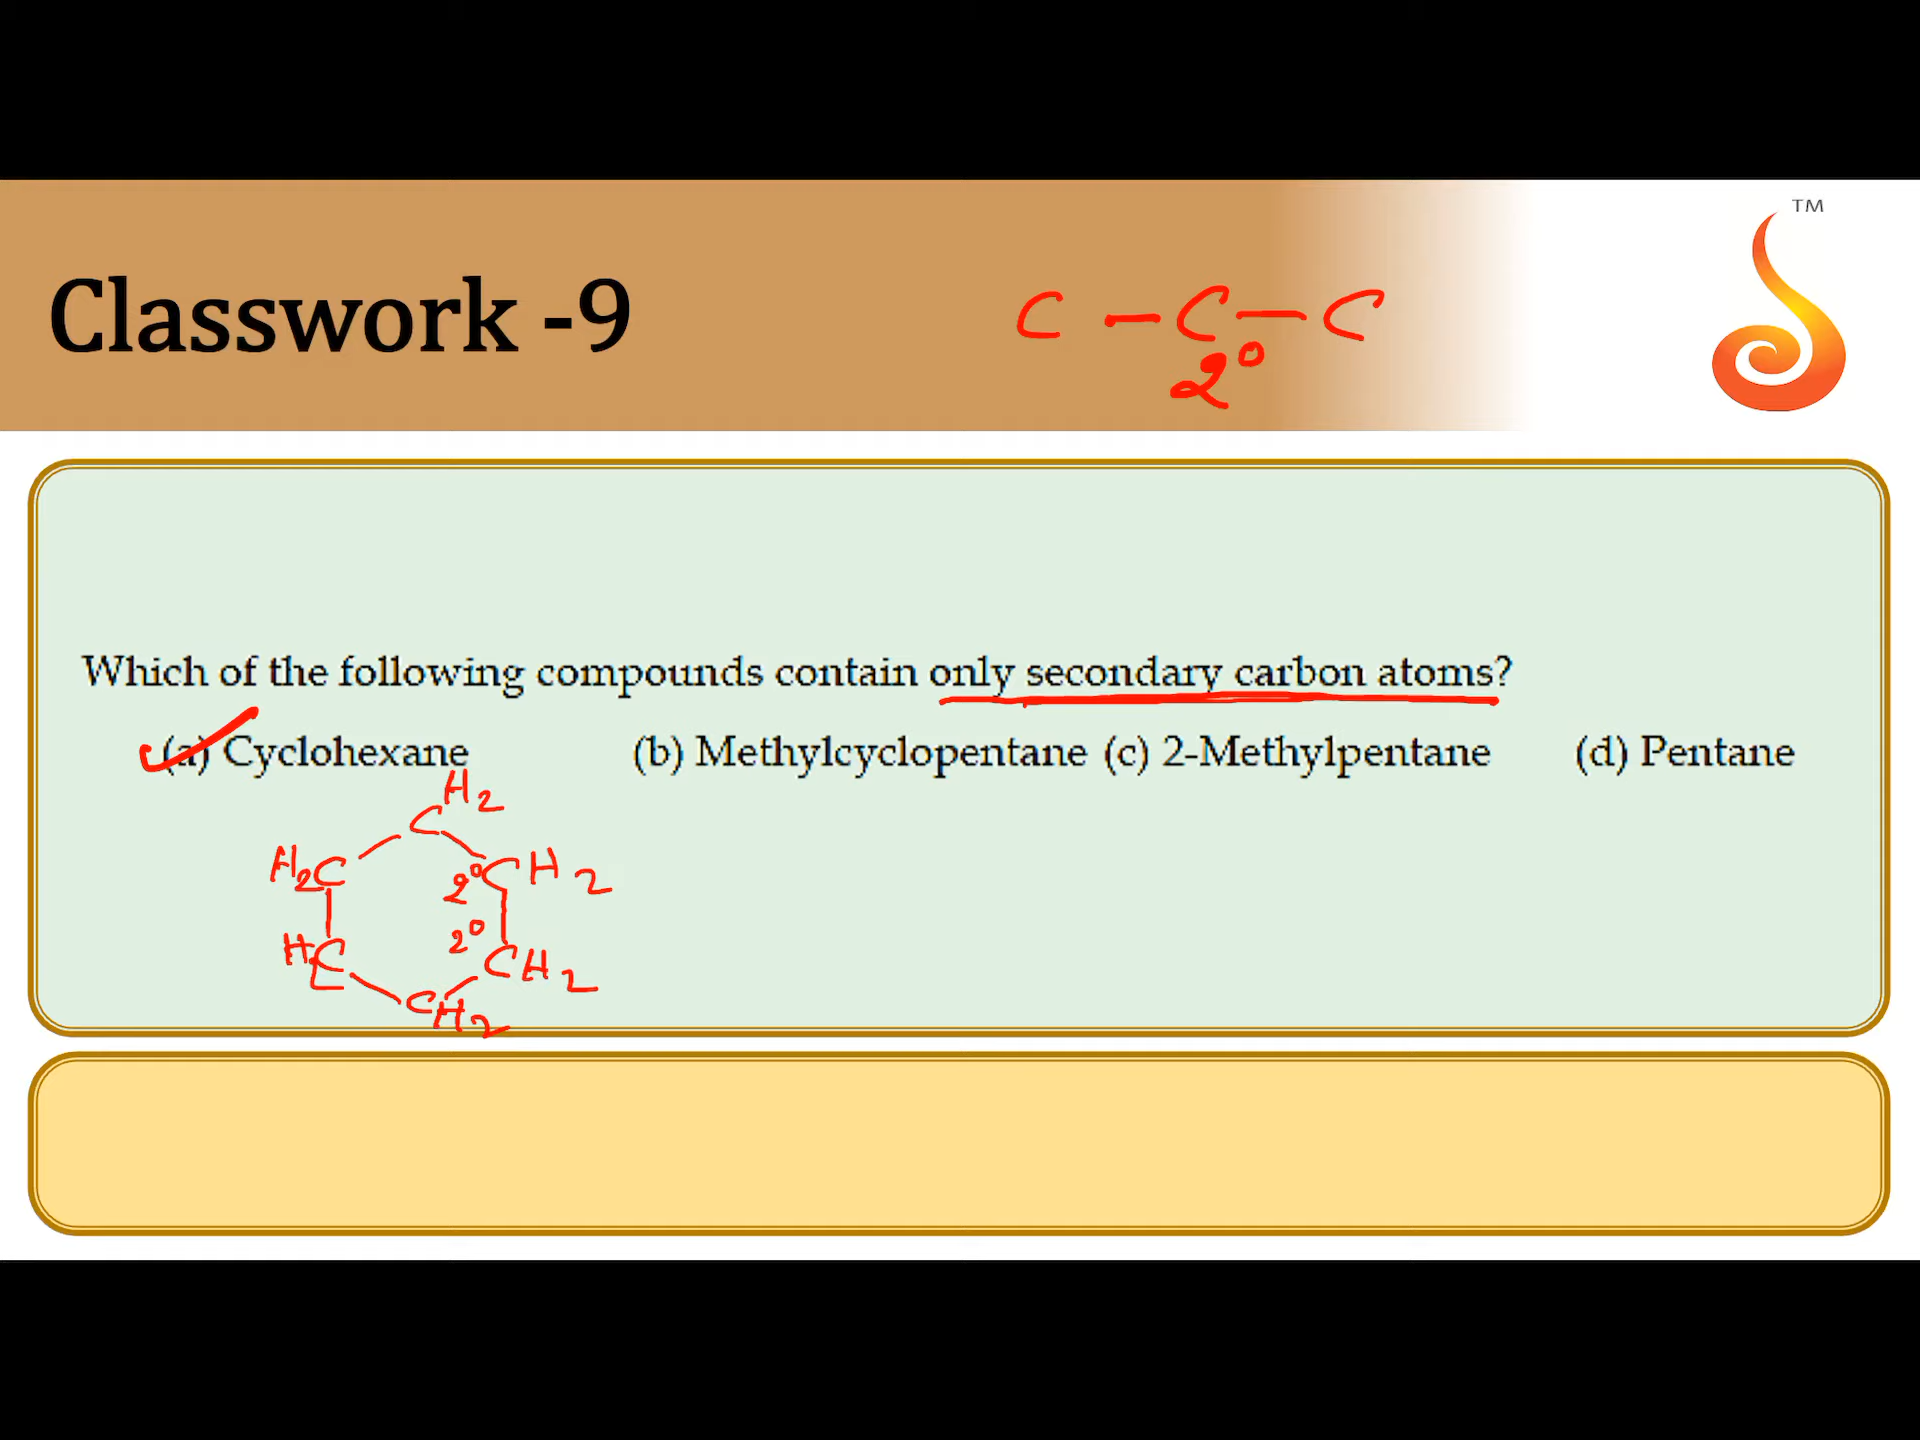 TM
Classwork -9
C - C - C
2°
Which of the following compounds contain only secondary carbon atoms?
(a) Cyclohexane (b) Methylcyclopentane (c) 2-Methylpentane (d) Pentane
H2
C
H2C 2° CH2
2°
H2C CH2
CH2